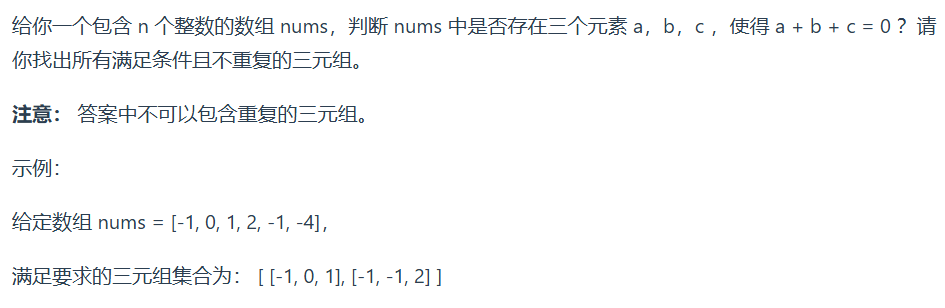 给你一个包含 n 个整数的数组 nums，判断 nums 中是否存在三个元素 a，b，c ，使得 a + b + c = 0 ？请
你找出所有满足条件且不重复的三元组。
注意： 答案中不可以包含重复的三元组。
示例：
给定数组 nums = [-1, 0, 1, 2, -1, -4]，
满足要求的三元组集合为： [ [-1, 0, 1], [-1, -1, 2] ]